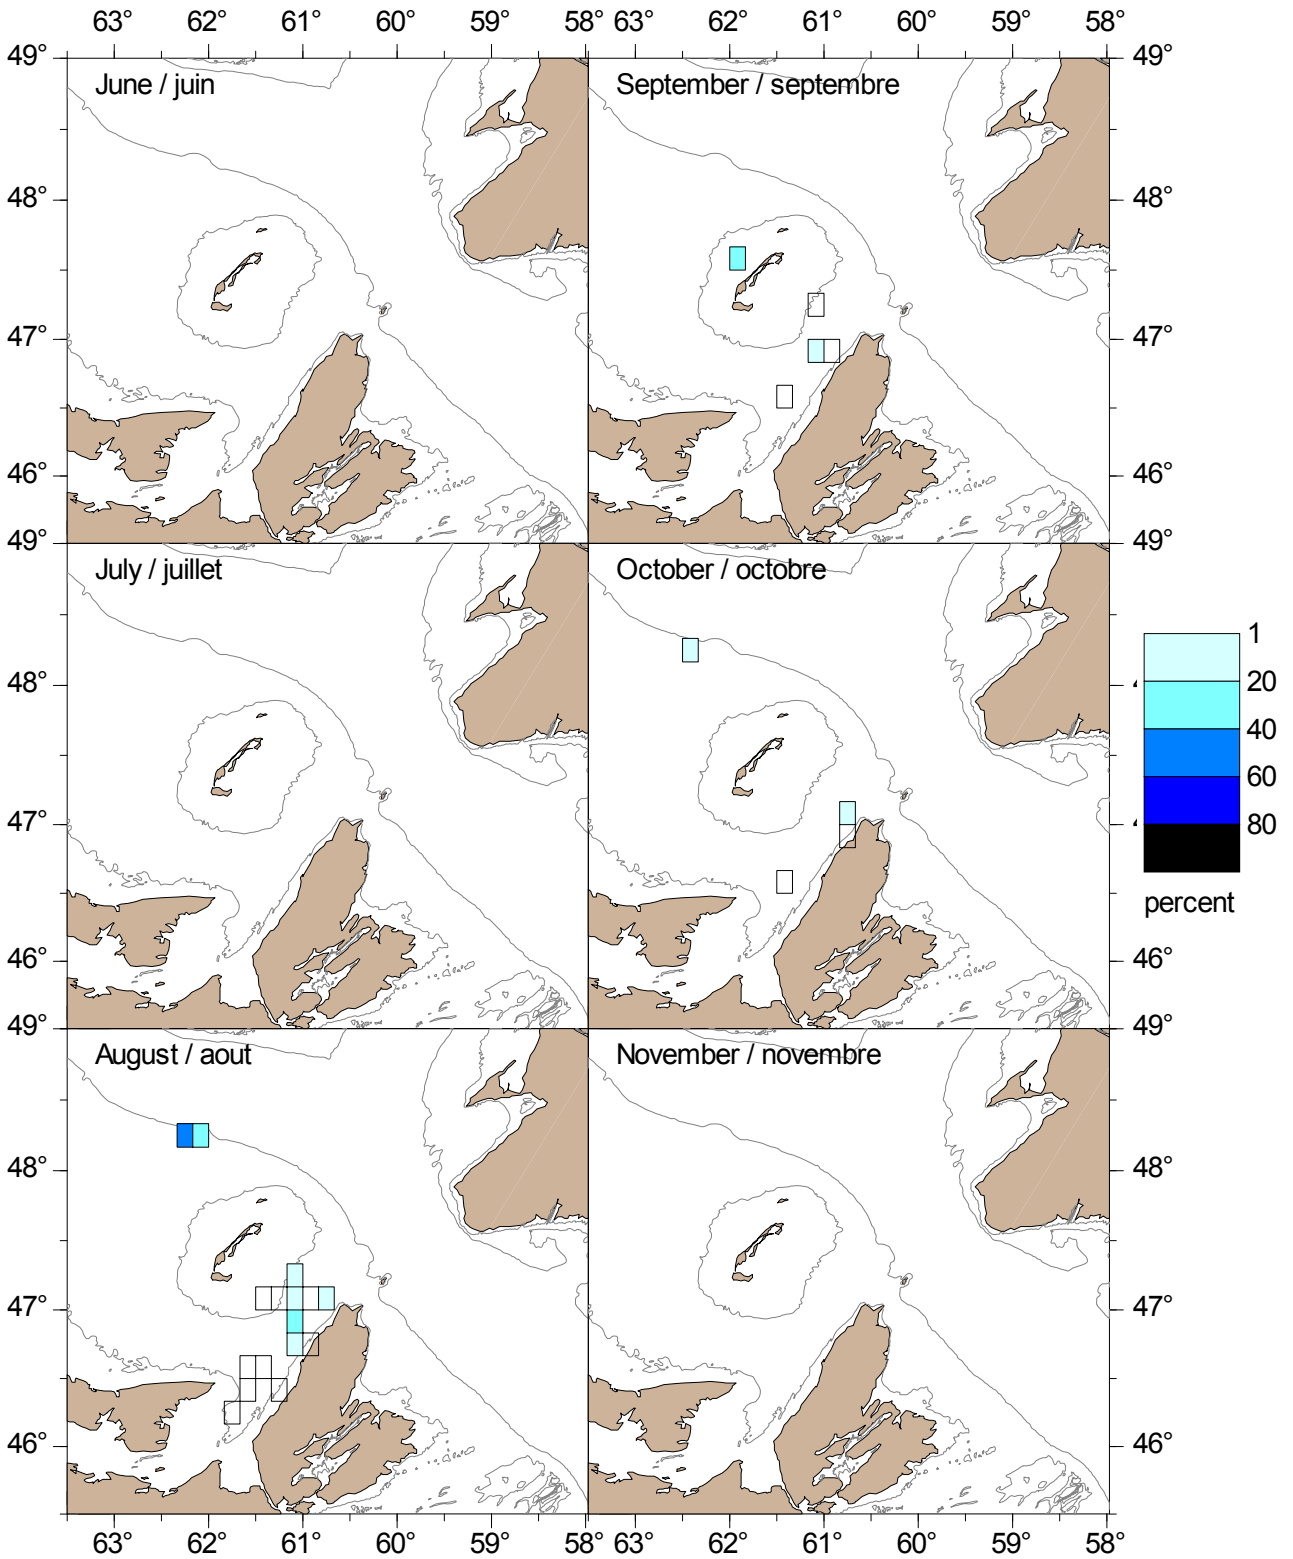 63° 62° 61° 60° 59° 58° 63° 62° 61° 60° 59° 58°
49° 49°
June / juin September / septembre
48° 48°
47° 47°
46° 46°
49° 49°
July / juillet October / octobre
1
48° 20
40
60
47° 80
percent
46° 46°
49° 49°
August / aout November / novembre
48° 48°
47° 47°
46° 46°
63° 62° 61° 60° 59° 58° 63° 62° 61° 60° 59° 58°